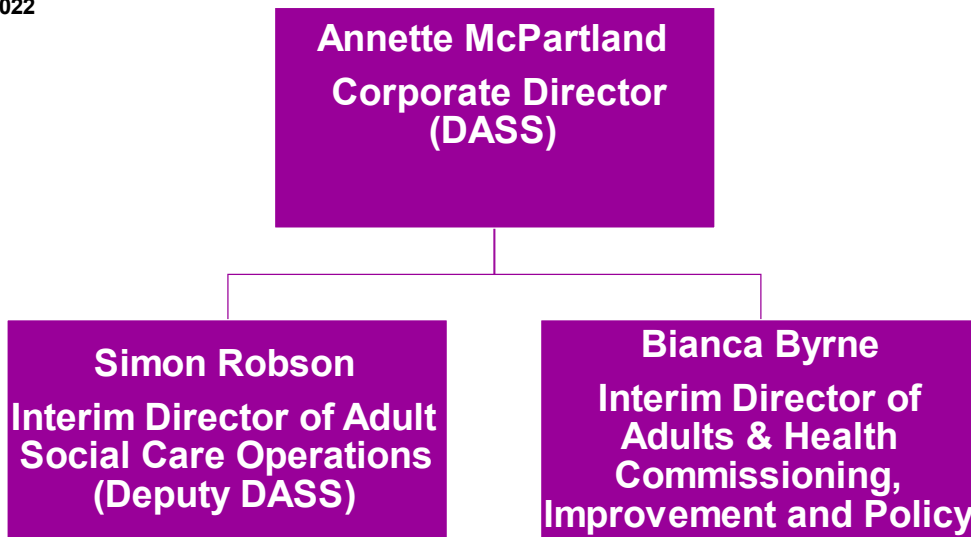 022
Annette McPartland
Corporate Director
(DASS)
Simon Robson
Interim Director of Adult
Social Care Operations
(Deputy DASS)
Bianca Byrne
Interim Director of
Adults & Health
Commissioning,
Improvement and Policy